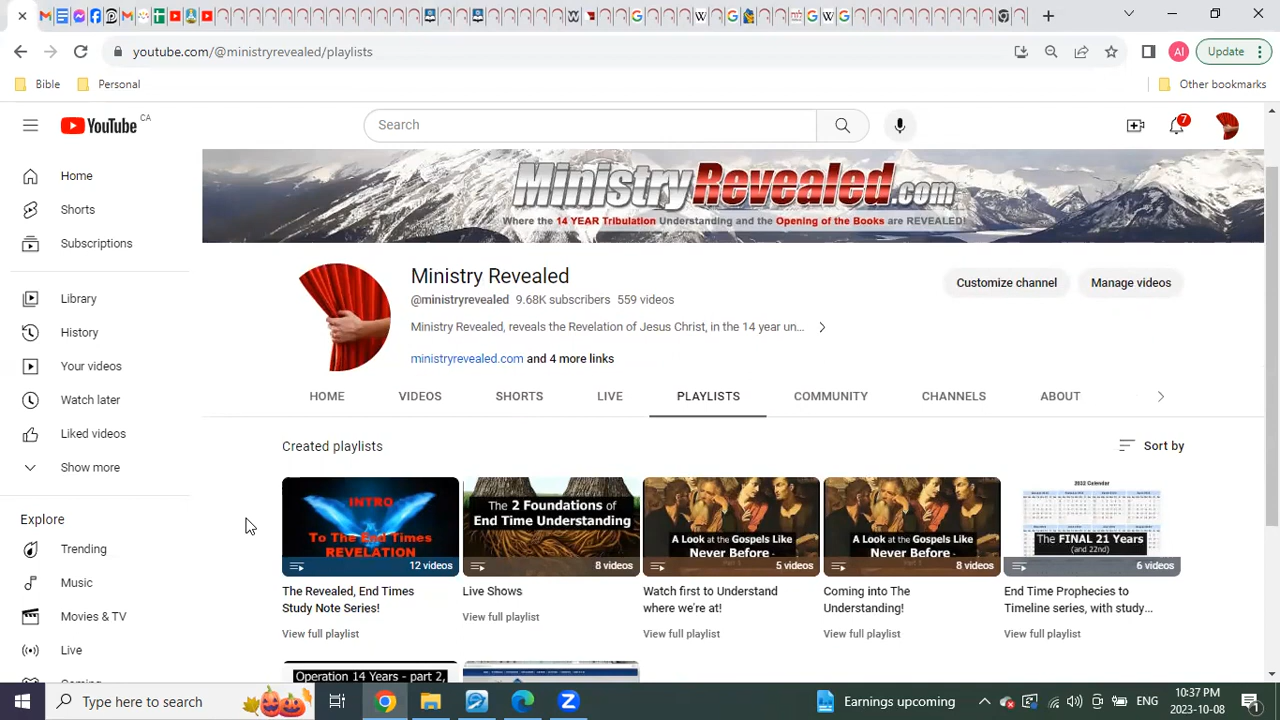 youtube.com/@ministryrevealed/playlists
AI
Update
Bible
Personal
Other bookmarks
YouTube CA
Search
7
Home
Shorts
Subscriptions
Library
History
Your videos
Watch later
Liked videos
Show more
Explore
Trending
Music
Movies & TV
Live
MinistryRevealed.com
Where the 14 YEAR Tribulation Understanding and the Opening of the Books are REVEALED!
Ministry Revealed
@ministryrevealed 9.68K subscribers 559 videos
Ministry Revealed, reveals the Revelation of Jesus Christ, in the 14 year un...
ministryrevealed.com and 4 more links
Customize channel
Manage videos
HOME
VIDEOS
SHORTS
LIVE
PLAYLISTS
COMMUNITY
CHANNELS
ABOUT
Created playlists
Sort by
INTRO
To The End Times
REVELATION
12 videos
The Revealed, End Times
Study Note Series!
View full playlist
The 2 Foundations of
End Time Understanding
8 videos
Live Shows
View full playlist
A Look at the Gospels Like
Never Before -
5 videos
Watch first to Understand
where we're at!
View full playlist
A Look at the Gospels Like
Never Before -
8 videos
Coming into The
Understanding!
View full playlist
2032 Calendar
The FINAL 21 Years
(and 22nd)
6 videos
End Time Prophecies to
Timeline series, with study...
View full playlist
Operation 14 Years - part 2,
Type here to search
Earnings upcoming
ENG
10:37 PM
2023-10-08
1